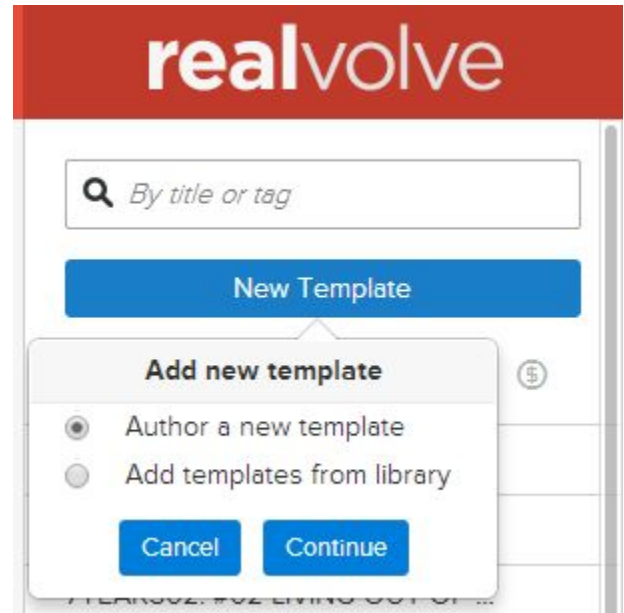 realvolve
By title or tag
New Template
Add new template
Author a new template
Add templates from library
Cancel Continue